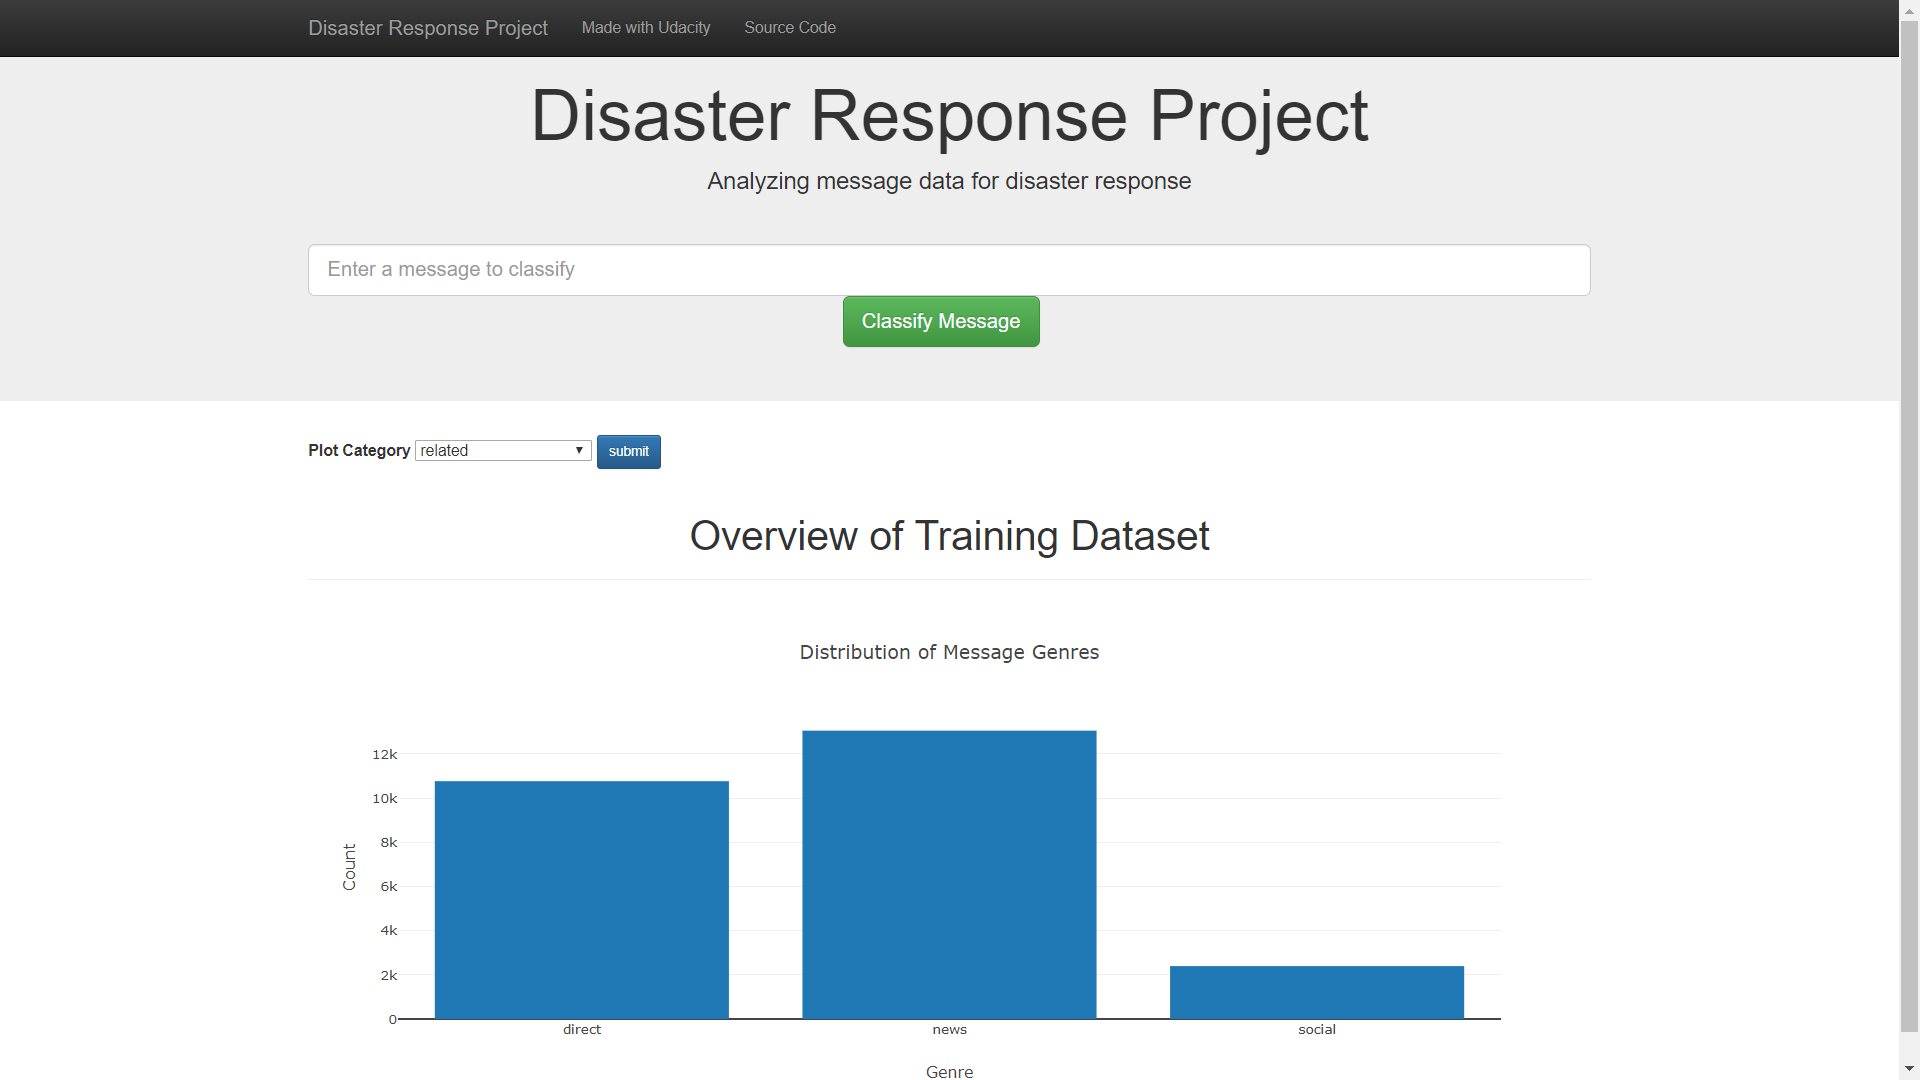 Disaster Response Project Made with Udacity Source Code
Disaster Response Project
Analyzing message data for disaster response
Enter a message to classify
Classify Message
Plot Category related submit
Overview of Training Dataset
Distribution of Message Genres
12k
10k
8k
6k
4k
2k
0
Count
direct news social
Genre